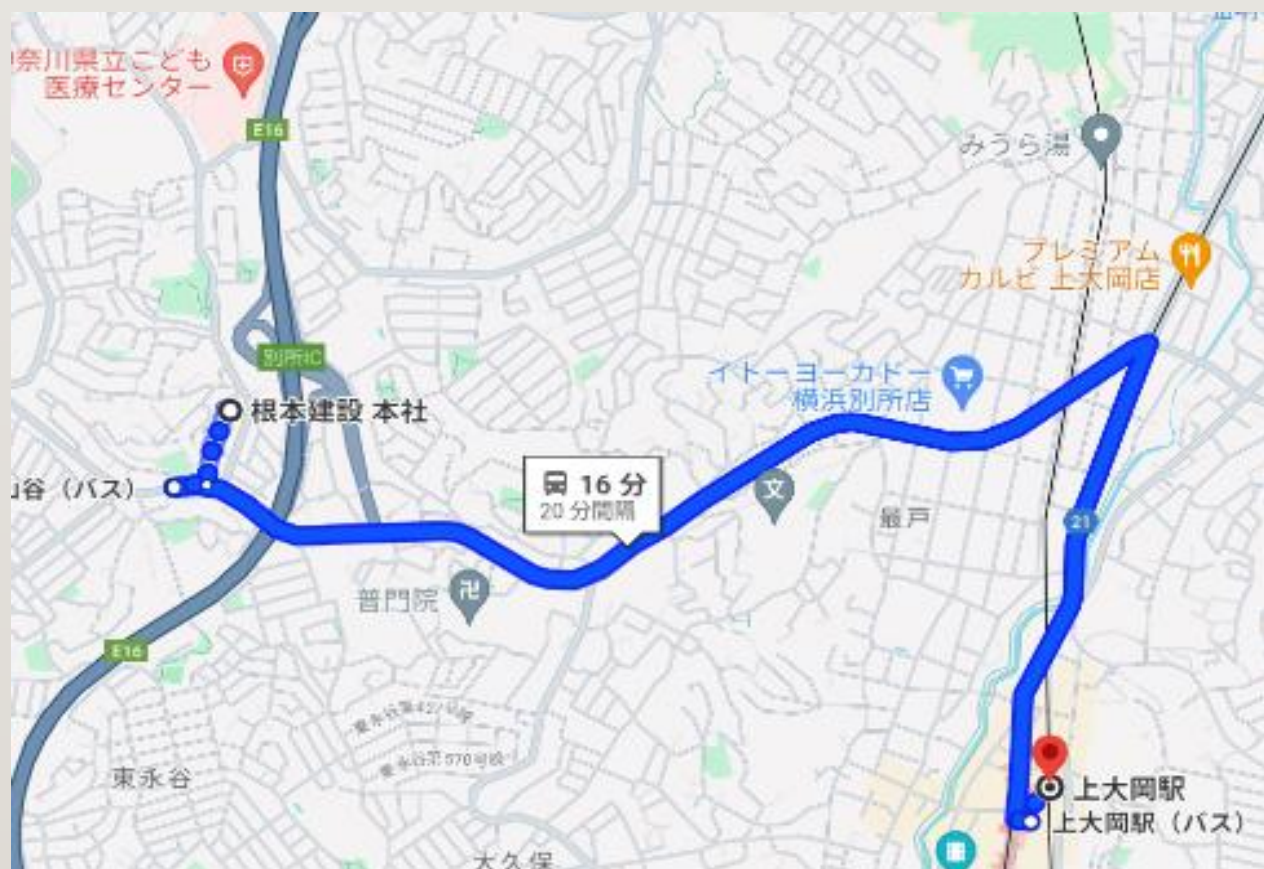 奈川県立こども
医療センター
E16
みうら湯
プレミアム
カルビ 上大岡店
別所IC
イトーヨーカドー
横浜別所店
根本建設 本社
谷（バス）
16 分
20 分間隔
最戸
21
普門院
E16
東永谷
上大岡駅
上大岡駅（バス）
大久保